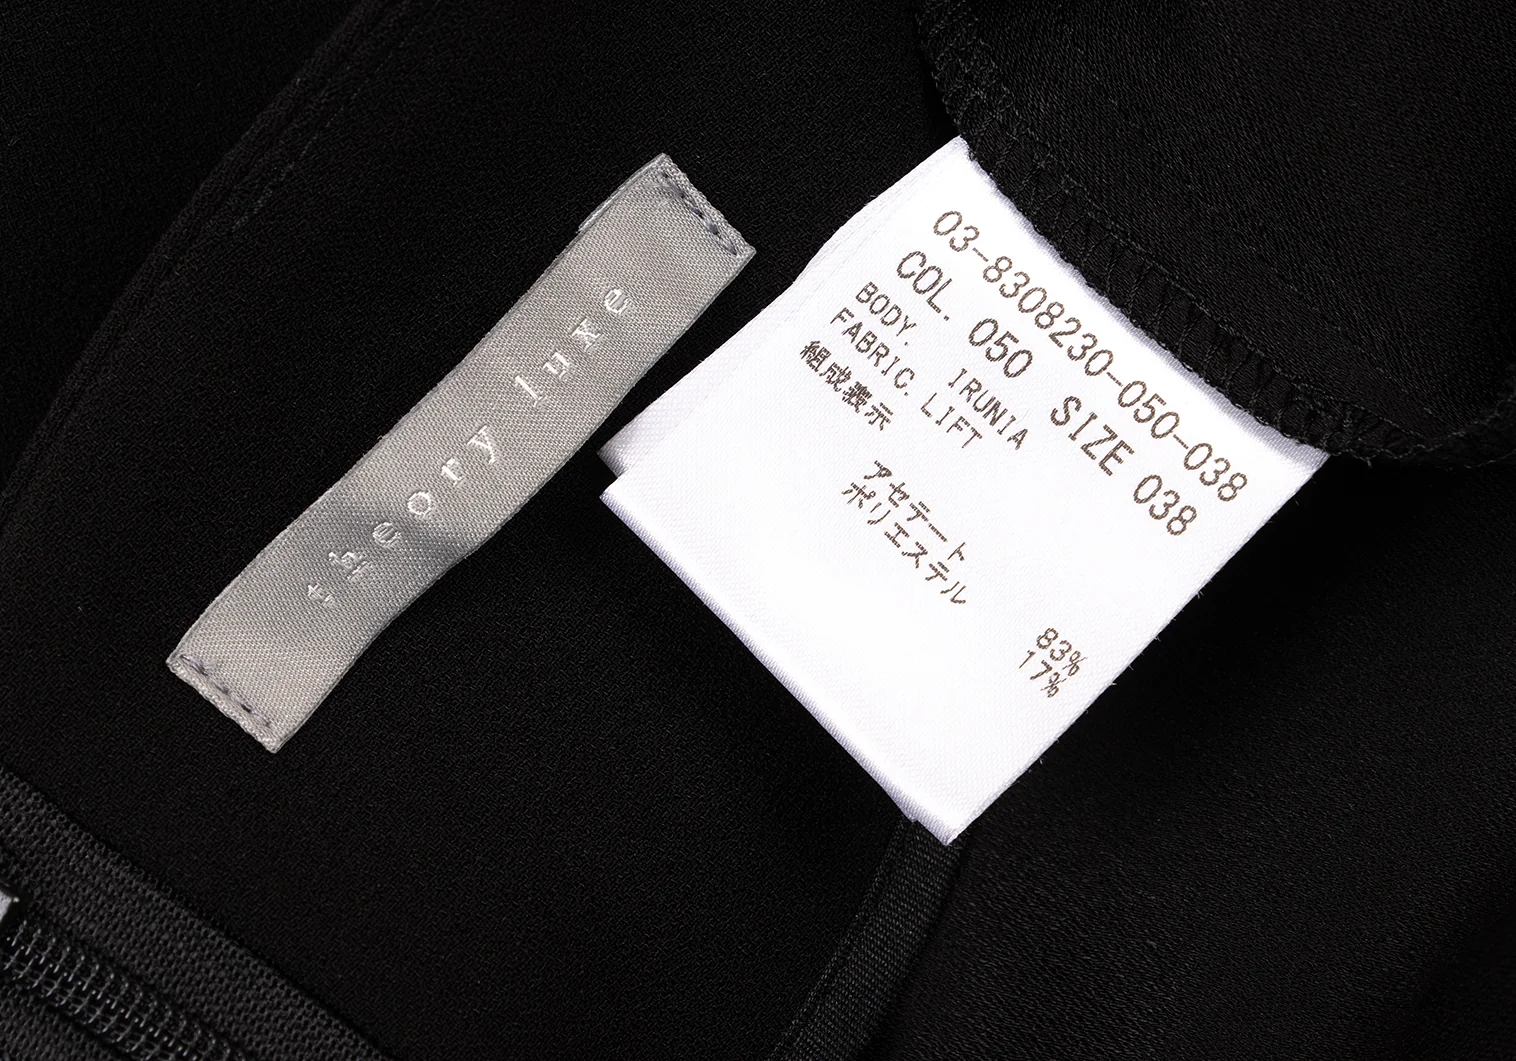 theory luxe
03-8308230-050-038
COL. 050 SIZE 038
BODY. IRUNIA
FABRIC. LIFT
組成表示
アセテート 83%
ポリエステル 17%